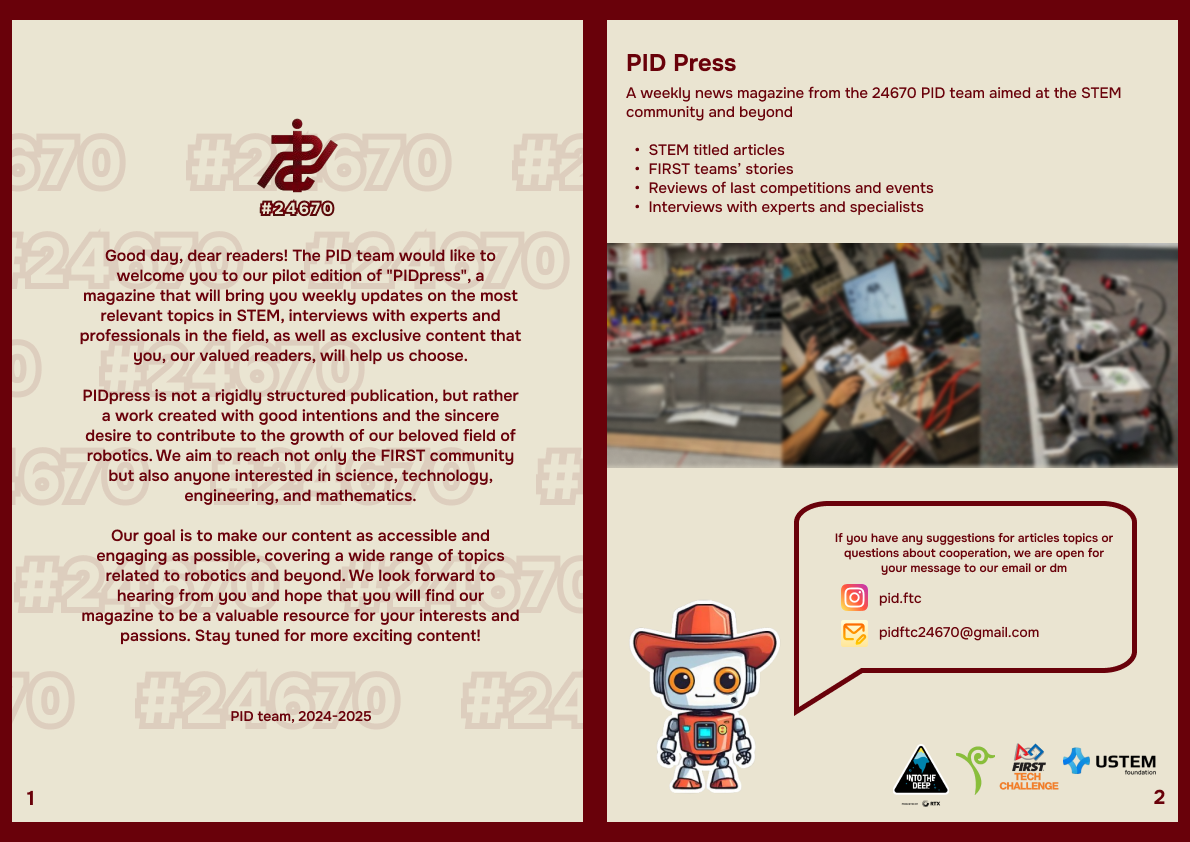 #24670
Good day, dear readers! The PID team would like to
welcome you to our pilot edition of "PIDpress", a
magazine that will bring you weekly updates on the most
relevant topics in STEM, interviews with experts and
professionals in the field, as well as exclusive content that
you, our valued readers, will help us choose.
PIDpress is not a rigidly structured publication, but rather
a work created with good intentions and the sincere
desire to contribute to the growth of our beloved field of
robotics. We aim to reach not only the FIRST community
but also anyone interested in science, technology,
engineering, and mathematics.
Our goal is to make our content as accessible and
engaging as possible, covering a wide range of topics
related to robotics and beyond. We look forward to
hearing from you and hope that you will find our
magazine to be a valuable resource for your interests and
passions. Stay tuned for more exciting content!
PID team, 2024-2025
1
PID Press
A weekly news magazine from the 24670 PID team aimed at the STEM
community and beyond
• STEM titled articles
• FIRST teams’ stories
• Reviews of last competitions and events
• Interviews with experts and specialists
If you have any suggestions for articles topics or
questions about cooperation, we are open for
your message to our email or dm
pid.ftc
pidftc24670@gmail.com
INTO THE
DEEP
RTX
FIRST
TECH
CHALLENGE
USTEM
foundation
2